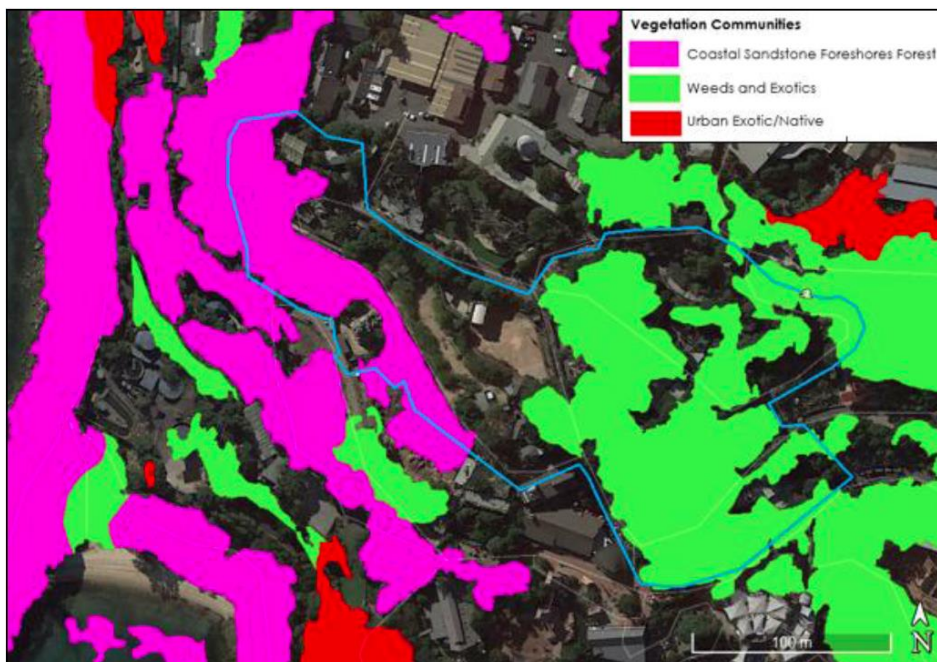 Vegetation Communities
Coastal Sandstone Foreshores Forest
Weeds and Exotics
Urban Exotic/Native
100 m
N